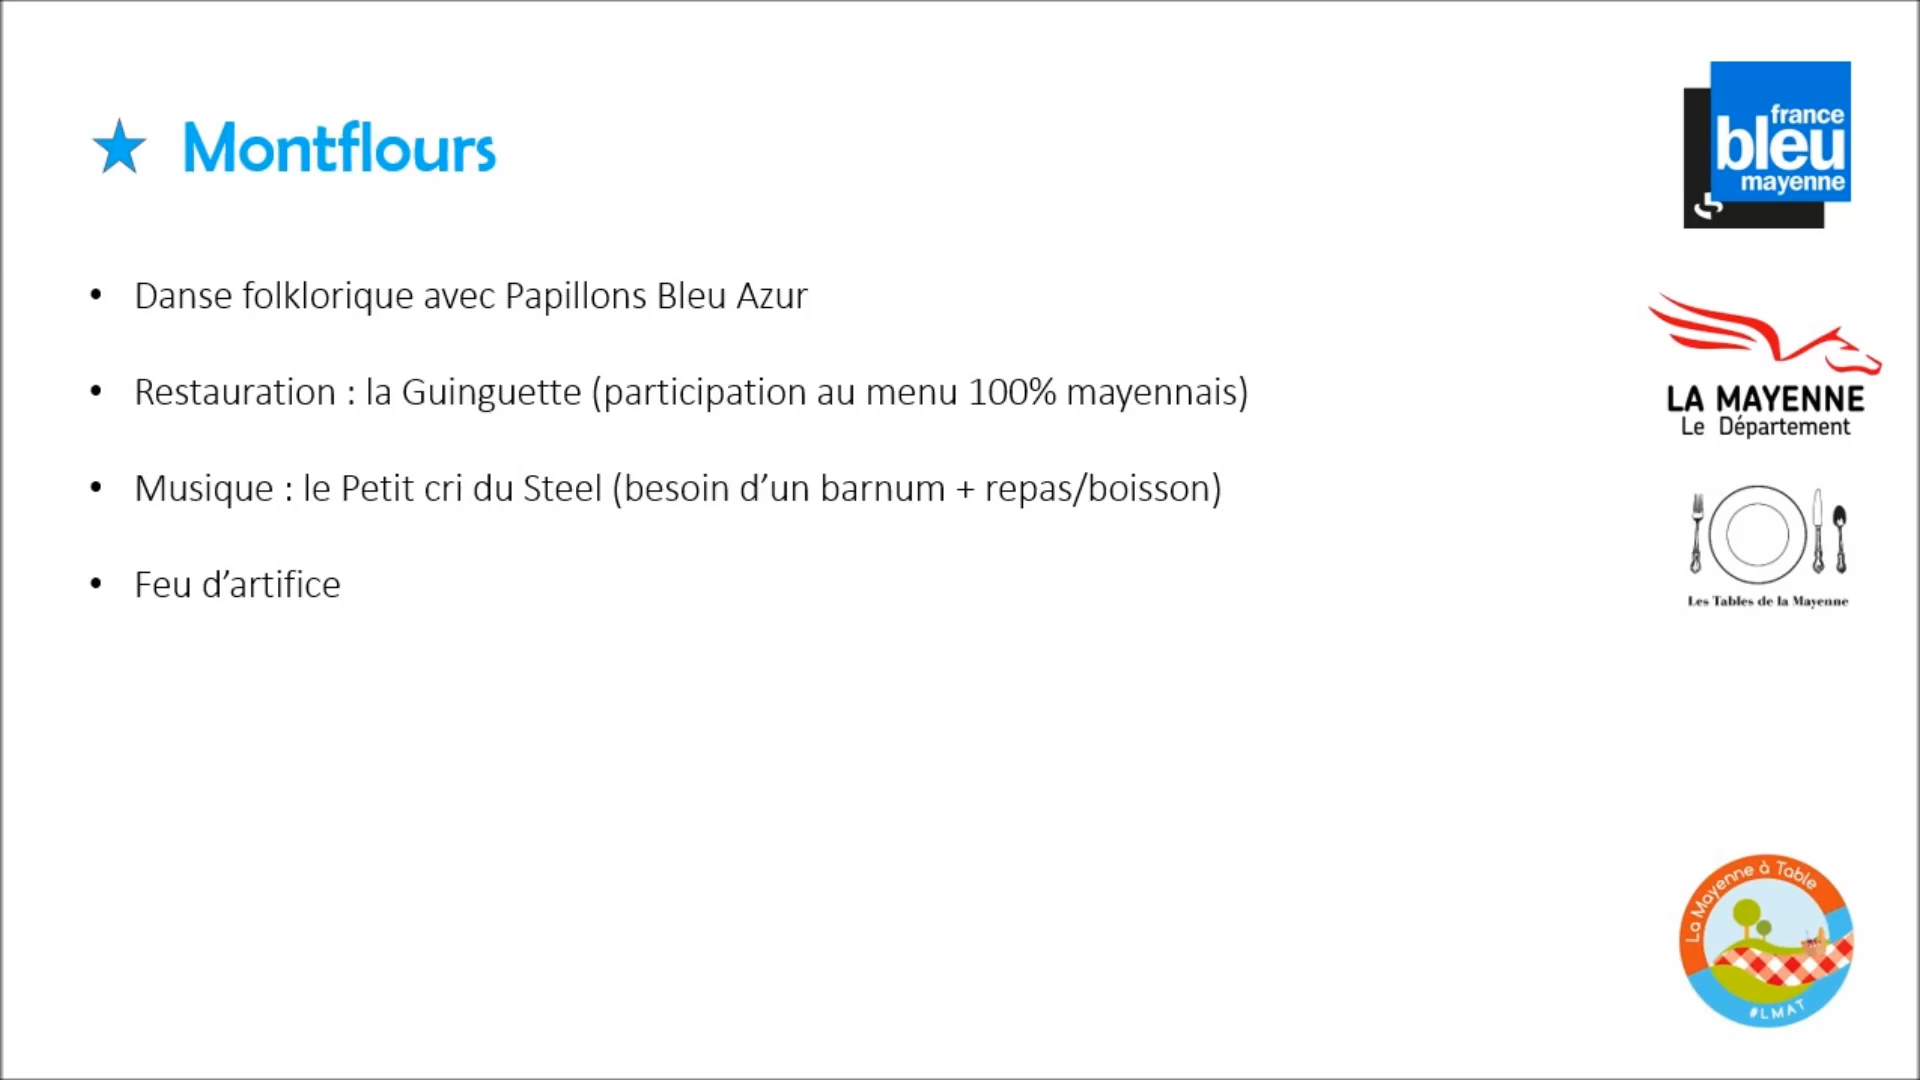 Montflours
• Danse folklorique avec Papillons Bleu Azur
• Restauration : la Guinguette (participation au menu 100% mayennais)
• Musique : le Petit cri du Steel (besoin d’un barnum + repas/boisson)
• Feu d’artifice
france
bleu
mayenne
LA MAYENNE
Le Département
Les Tables de la Mayenne
La Mayenne à Table
#LMAT